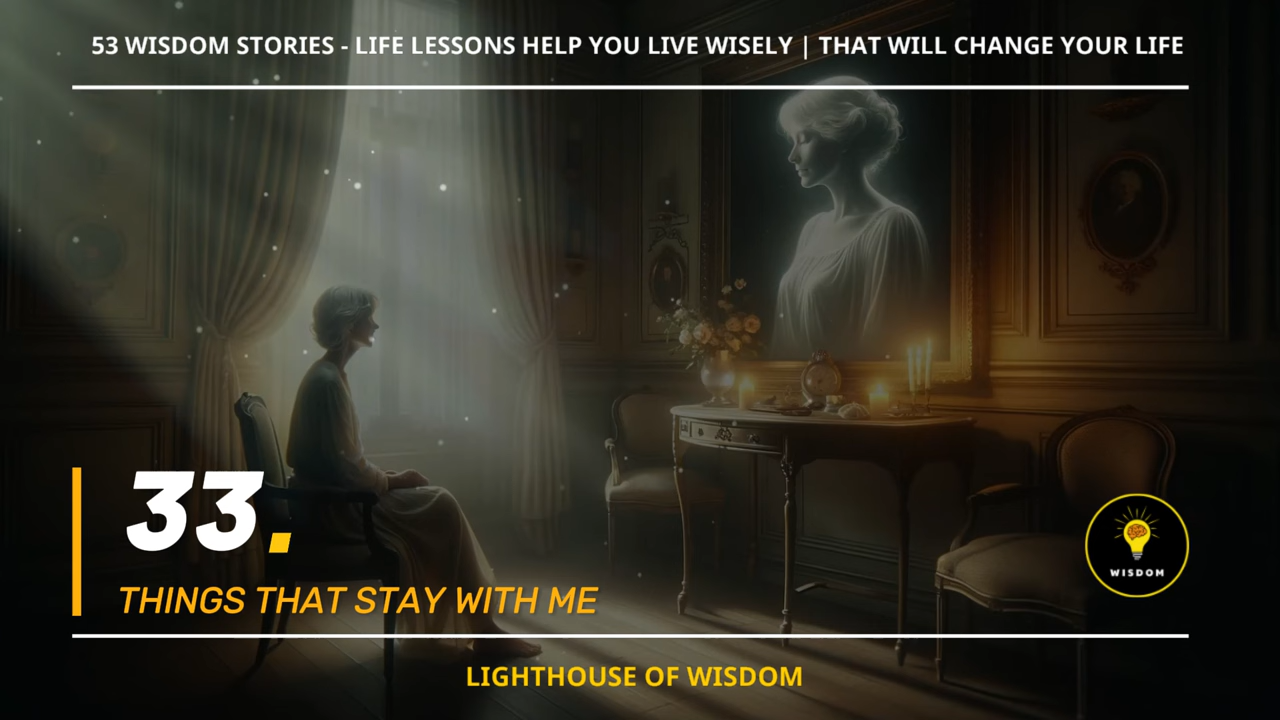 53 WISDOM STORIES - LIFE LESSONS HELP YOU LIVE WISELY | THAT WILL CHANGE YOUR LIFE
33.
THINGS THAT STAY WITH ME
WISDOM
LIGHTHOUSE OF WISDOM